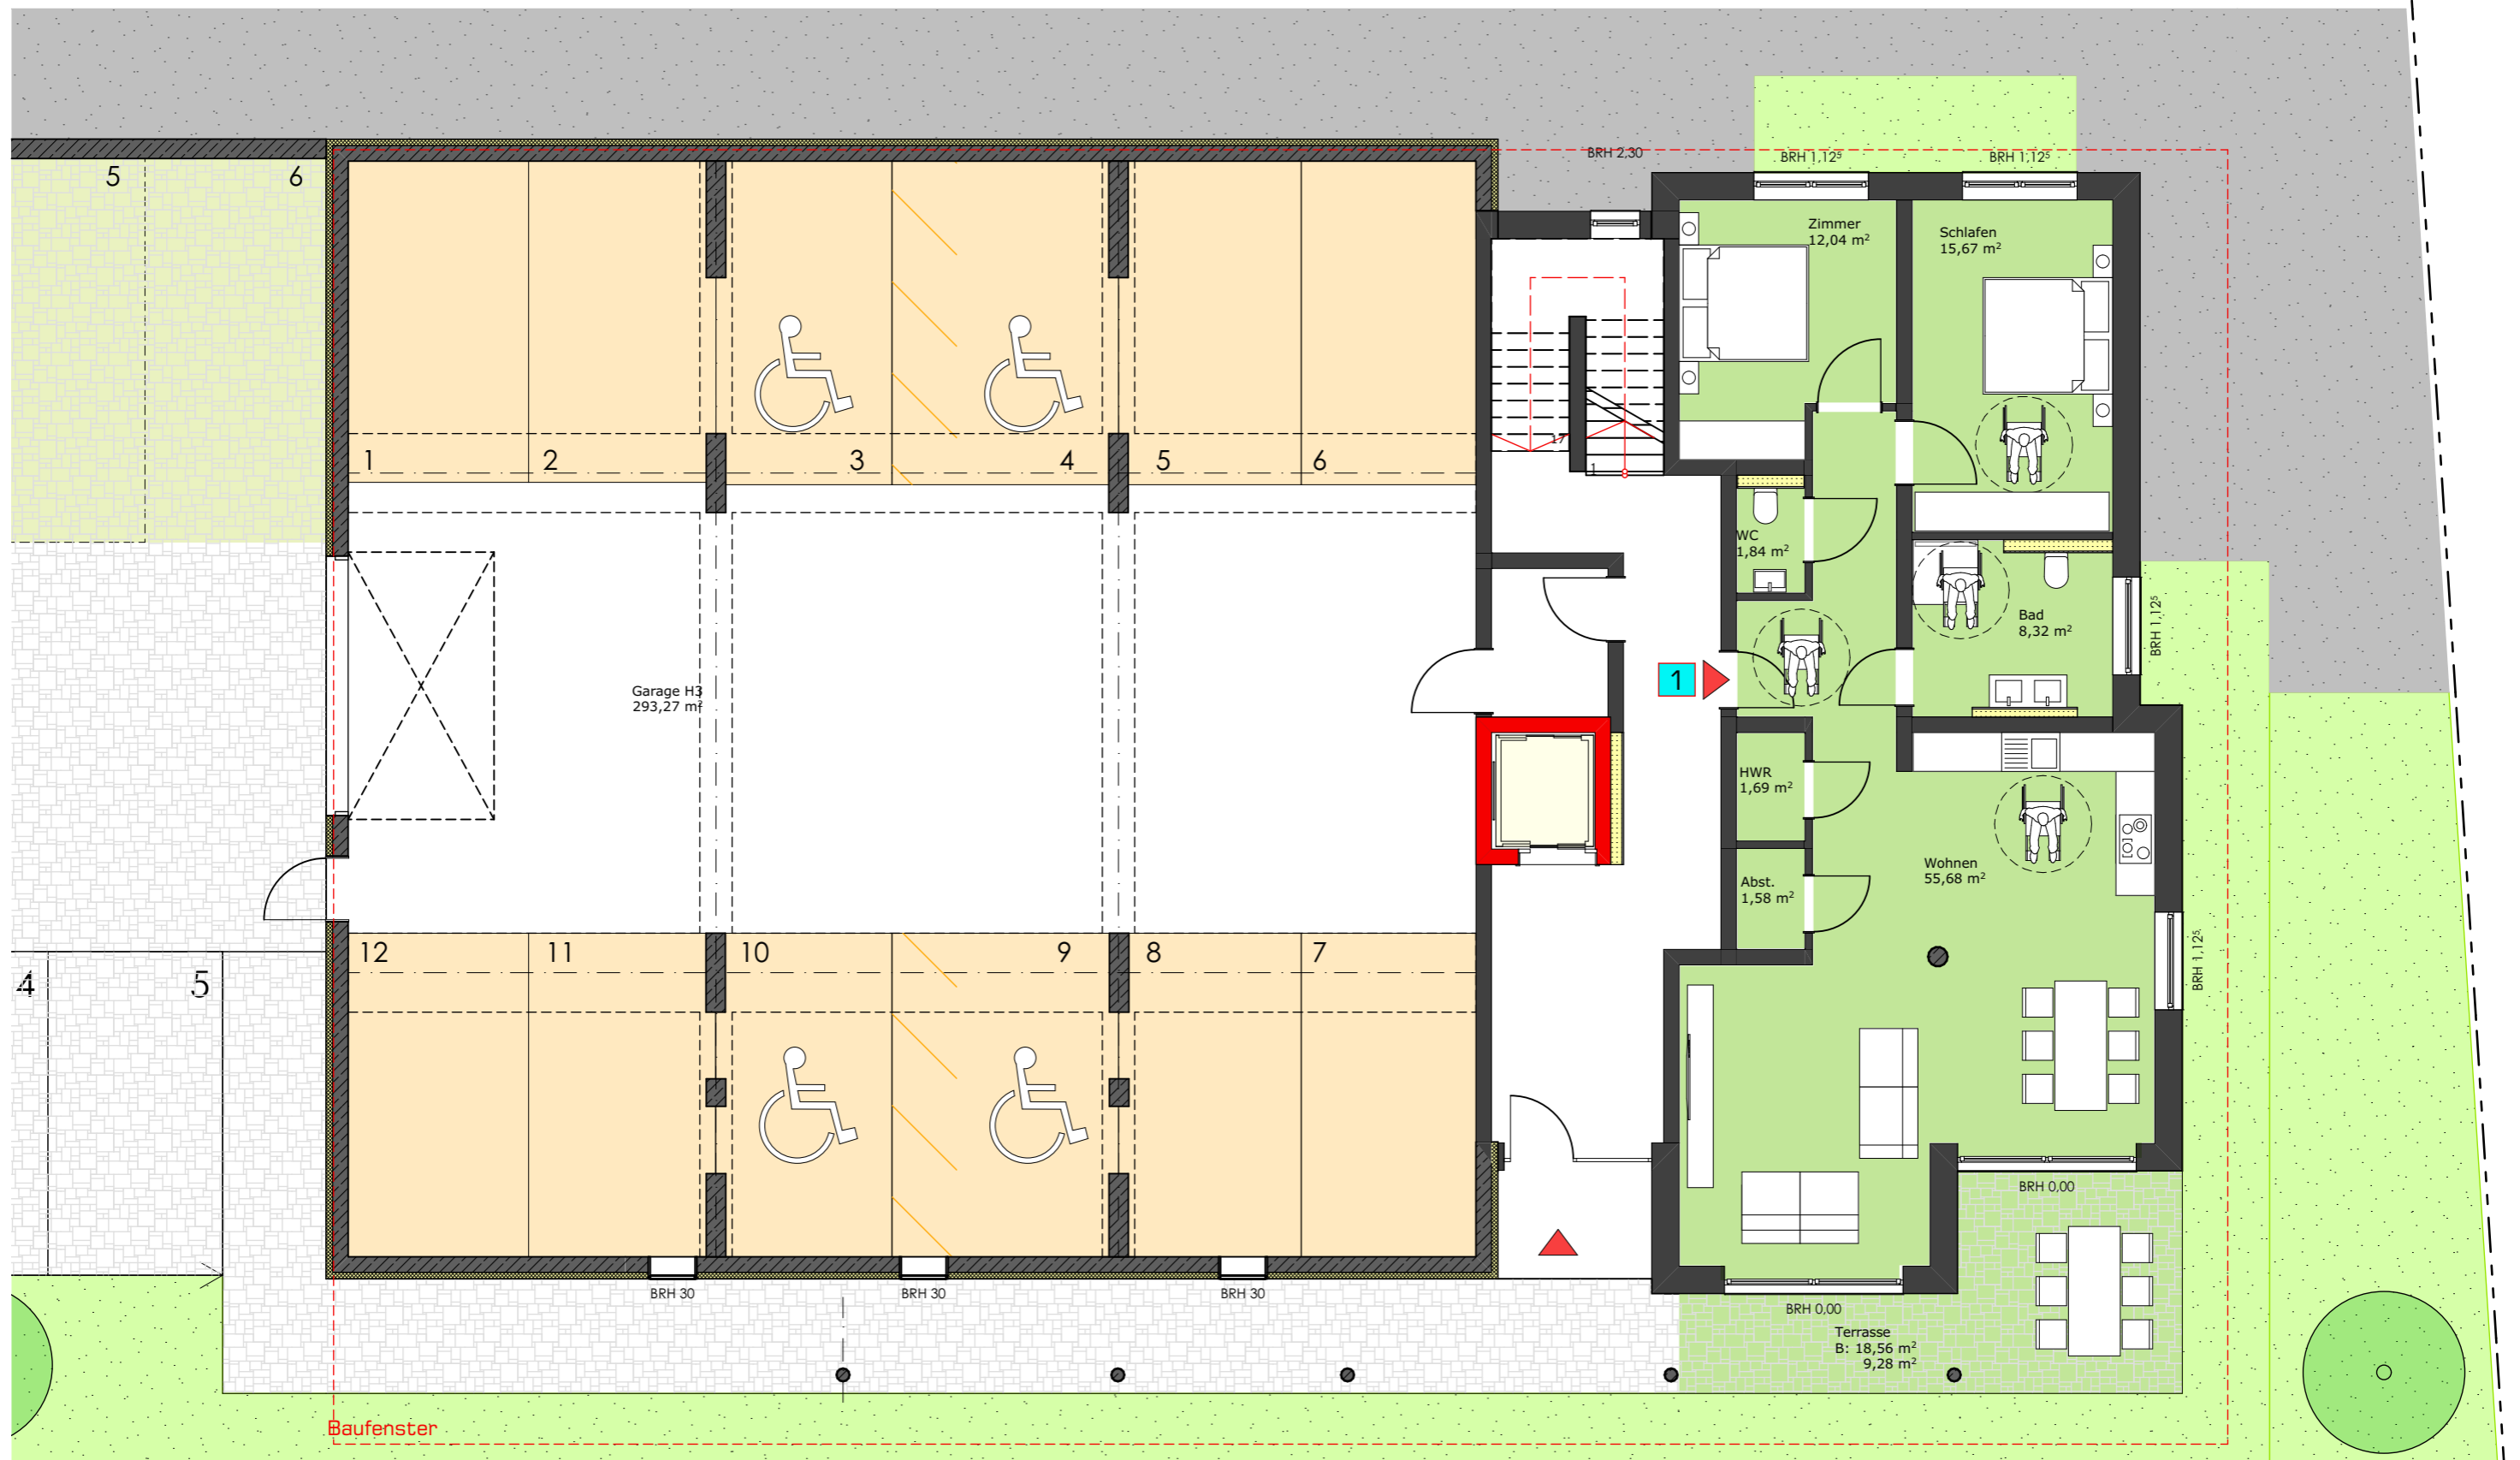 BRH 2,30
BRH 1,12⁵
BRH 1,12⁵
5
6
Zimmer
12,04 m²
Schlafen
15,67 m²
1
2
3
4
5
6
17
1
WC
1,84 m²
Bad
8,32 m²
BRH 1,12⁵
Garage H3
293,27 m²
1
HWR
1,69 m²
Wohnen
55,68 m²
Abst.
1,58 m²
BRH 1,12⁵
12
11
10
9
8
7
4
5
BRH 0,00
BRH 30
BRH 30
BRH 30
BRH 0,00
Terrasse
B: 18,56 m²
9,28 m²
Baufenster